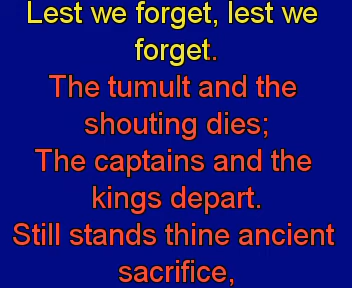 Lest we forget, lest we
forget.
The tumult and the
shouting dies;
The captains and the
kings depart.
Still stands thine ancient
sacrifice,